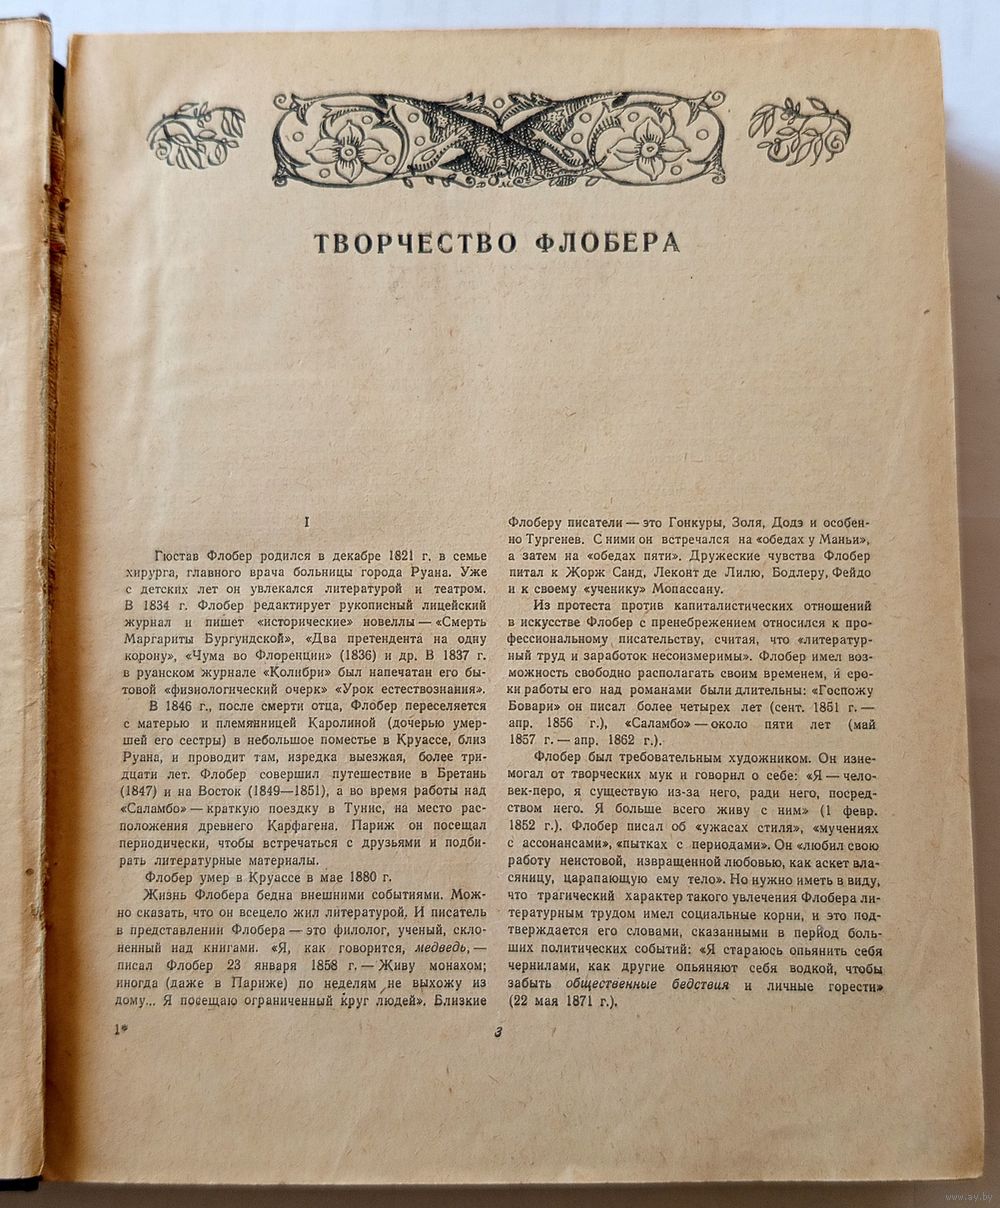 ТВОРЧЕСТВО ФЛОБЕРА
I
Гюстав Флобер родился в декабре 1821 г. в семье
хирурга, главного врача больницы города Руана. Уже
с детских лет он увлекался литературой и театром.
В 1834 г. Флобер редактирует рукописный лицейский
журнал и пишет «исторические» новеллы — «Смерть
Маргариты Бургундской», «Два претендента на одну
корону», «Чума во Флоренции» (1836) и др. В 1837 г.
в руанском журнале «Колибри» был напечатан его бы-
товой «физиологический очерк» «Урок естествознания».
В 1846 г., после смерти отца, Флобер переселяется
с матерью и племянницей Каролиной (дочерью умер-
шей его сестры) в небольшое поместье в Круассе, близ
Руана, и проводит там, изредка выезжая, более три-
дцати лет. Флобер совершил путешествие в Бретань
(1847) и на Восток (1849—1851), а во время работы над
«Саламбо» — краткую поездку в Тунис, на место рас-
положения древнего Карфагена. Париж он посещал
периодически, чтобы встречаться с друзьями и подби-
рать литературные материалы.
Флобер умер в Круассе в мае 1880 г.
Жизнь Флобера бедна внешними событиями. Мож-
но сказать, что он всецело жил литературой. И писатель
в представлении Флобера — это филолог, ученый, скло-
ненный над книгами. «Я, как говорится, медведь, —
писал Флобер 23 января 1858 г. — Живу монахом;
иногда (даже в Париже) по неделям не выхожу из
дому... Я посещаю ограниченный круг людей». Близкие
Флоберу писатели — это Гонкуры, Золя, Додэ и особен-
но Тургенев. С ними он встречался на «обедах у Маньи»,
а затем на «обедах пяти». Дружеские чувства Флобер
питал к Жорж Санд, Леконт де Лилю, Бодлеру, Фейдо
и к своему «ученику» Мопассану.
Из протеста против капиталистических отношений
в искусстве Флобер с пренебрежением относился к про-
фессиональному писательству, считая, что «литератур-
ный труд и заработок несоизмеримы». Флобер имел воз-
можность свободно располагать своим временем, и сро-
ки работы его над романами были длительны: «Госпожу
Бовари» он писал более четырех лет (сент. 1851 г. —
апр. 1856 г.), «Саламбо» — около пяти лет (май
1857 г. — апр. 1862 г.).
Флобер был требовательным художником. Он изне-
могал от творческих мук и говорил о себе: «Я — чело-
век-перо, я существую из-за него, ради него, посред-
ством него. Я больше всего живу с ним» (1 февр.
1852 г.). Флобер писал об «ужасах стиля», «мучениях
с ассонансами», «пытках с периодами». Он «любил свою
работу неистовой, извращенной любовью, как аскет вла-
сяницу, царапающую ему тело». Но нужно иметь в виду,
что трагический характер такого увлечения Флобера ли-
тературным трудом имел социальные корни, и это под-
тверждается его словами, сказанными в период боль-
ших политических событий: «Я стараюсь опьянить себя
чернилами, как другие опьяняют себя водкой, чтобы
забыть общественные бедствия и личные горести»
(22 мая 1871 г.).
1*
3
www.ay.by